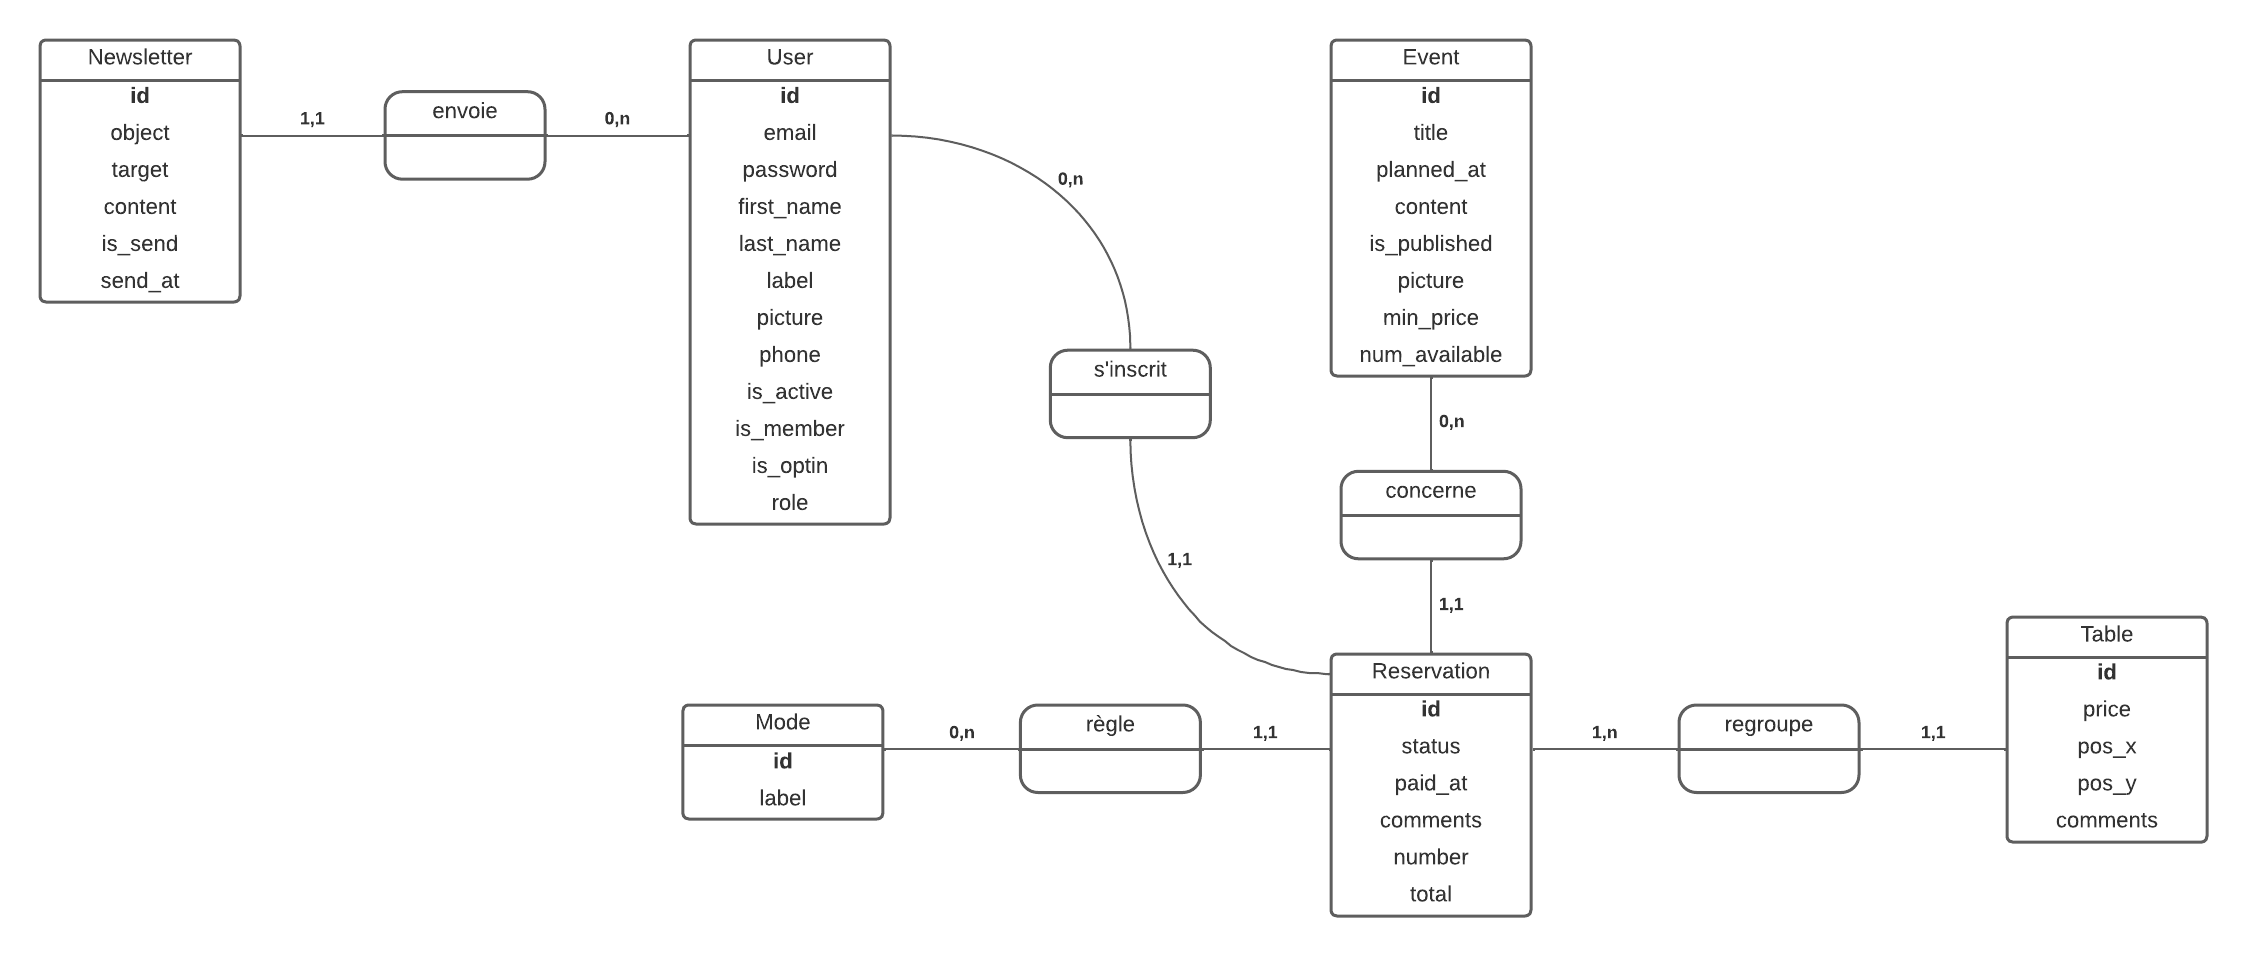 Newsletter
id
object
target
content
is_send
send_at
1,1
envoie
0,n
User
id
email
password
first_name
last_name
label
picture
phone
is_active
is_member
is_optin
role
0,n
s'inscrit
1,1
Event
id
title
planned_at
content
is_published
picture
min_price
num_available
0,n
concerne
1,1
Mode
id
label
0,n
règle
1,1
Reservation
id
status
paid_at
comments
number
total
1,n
regroupe
1,1
Table
id
price
pos_x
pos_y
comments